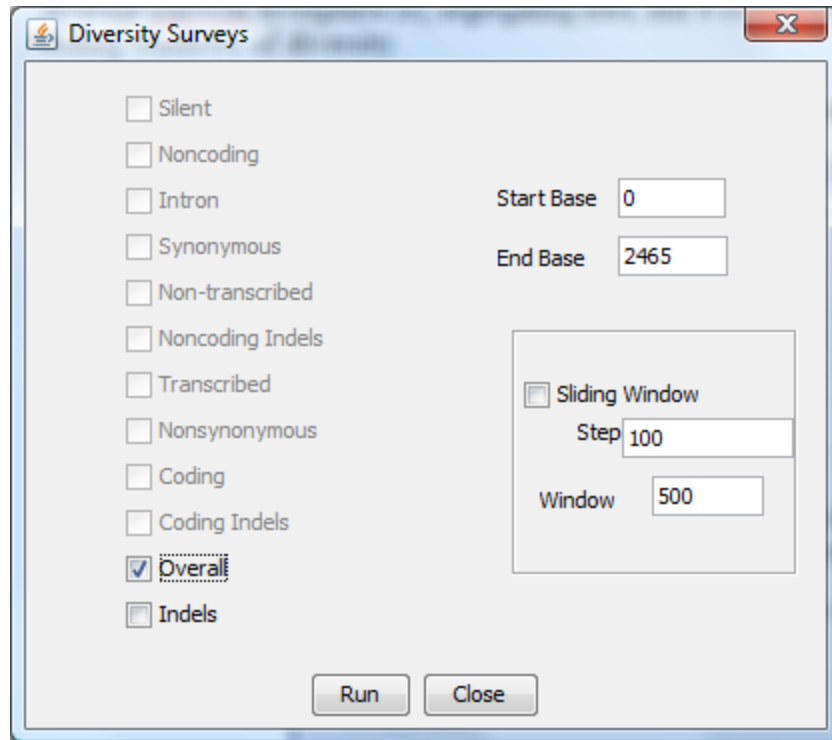 Diversity Surveys
Silent
Noncoding
Intron
Synonymous
Non-transcribed
Noncoding Indels
Transcribed
Nonsynonymous
Coding
Coding Indels
Overall
Indels
Start Base 0
End Base 2465
Sliding Window
Step 100
Window 500
Run Close